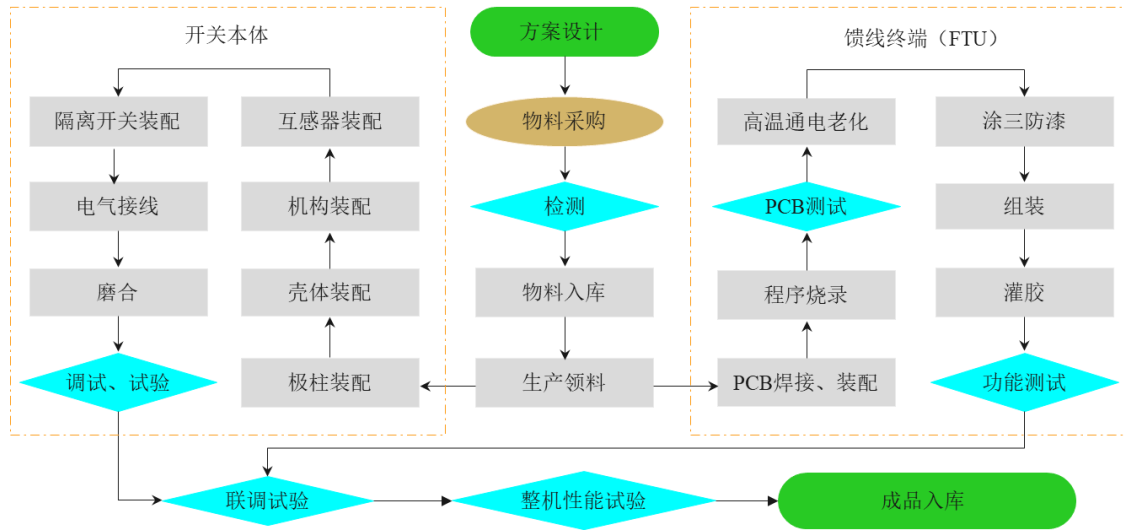 开关本体
方案设计
馈线终端（FTU）
隔离开关装配
互感器装配
物料采购
高温通电老化
涂三防漆
电气接线
机构装配
检测
PCB测试
组装
磨合
壳体装配
物料入库
程序烧录
灌胶
调试、试验
极柱装配
生产领料
PCB焊接、装配
功能测试
联调试验
整机性能试验
成品入库